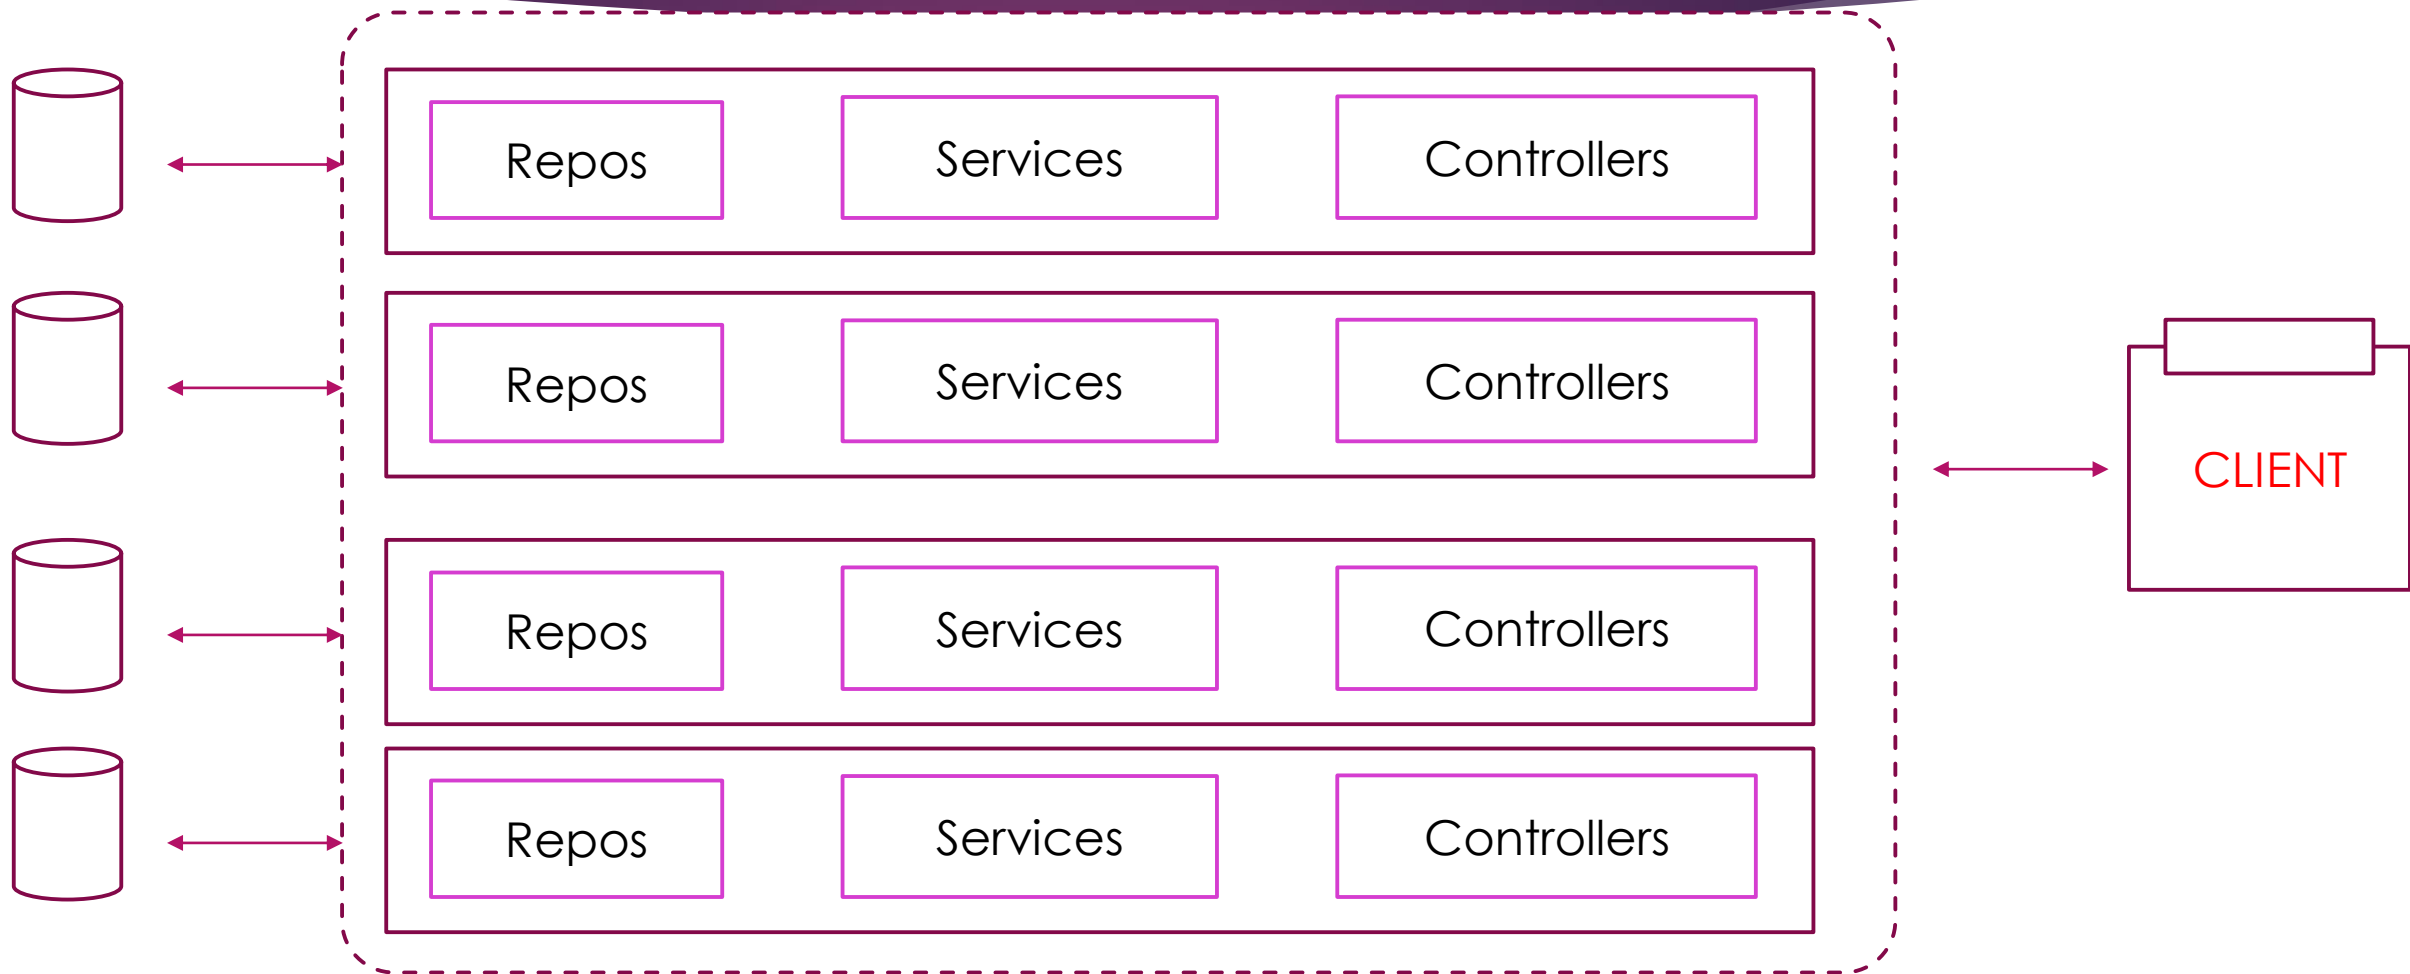 Repos
Services
Controllers
Repos
Services
Controllers
CLIENT
Repos
Services
Controllers
Repos
Services
Controllers